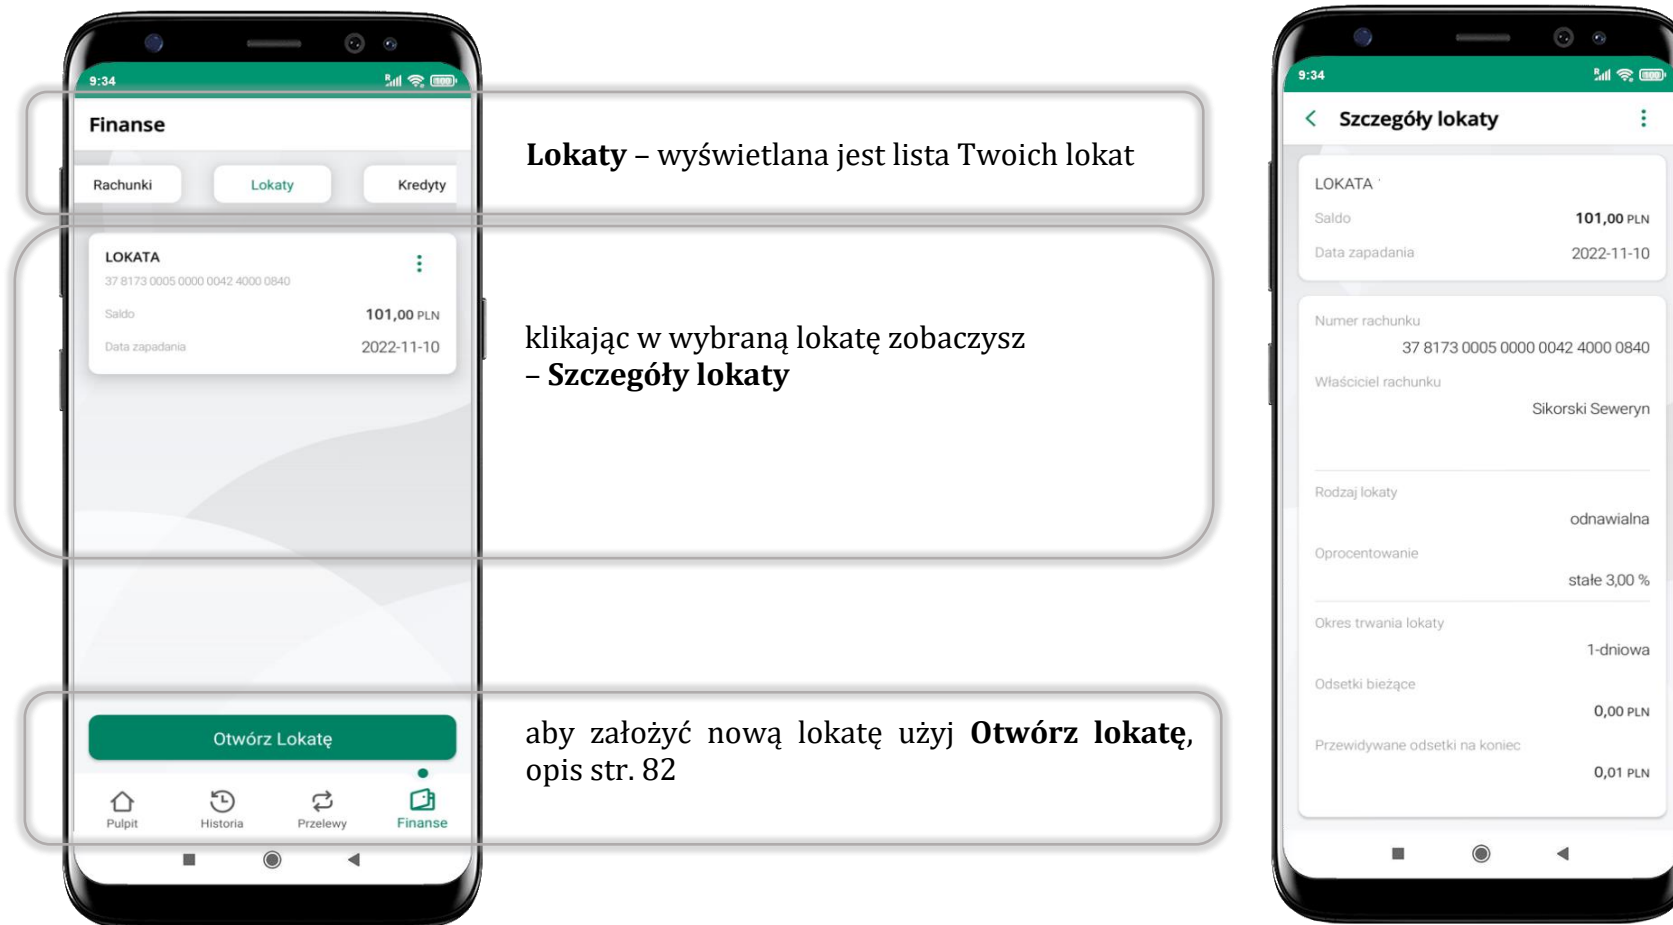 9:34
Finanse
Rachunki Lokaty Kredyty
LOKATA
37 8173 0005 0000 0042 4000 0840
Saldo 101,00 PLN
Data zapadania 2022-11-10
Otwórz Lokatę
Pulpit Historia Przelewy Finanse
Lokaty – wyświetlana jest lista Twoich lokat
klikając w wybraną lokatę zobaczysz
– Szczegóły lokaty
aby założyć nową lokatę użyj Otwórz lokatę,
opis str. 82
9:34
Szczegóły lokaty
LOKATA
Saldo 101,00 PLN
Data zapadania 2022-11-10
Numer rachunku
37 8173 0005 0000 0042 4000 0840
Właściciel rachunku
Sikorski Seweryn
Rodzaj lokaty
odnawialna
Oprocentowanie
stałe 3,00 %
Okres trwania lokaty
1-dniowa
Odsetki bieżące
0,00 PLN
Przewidywane odsetki na koniec
0,01 PLN